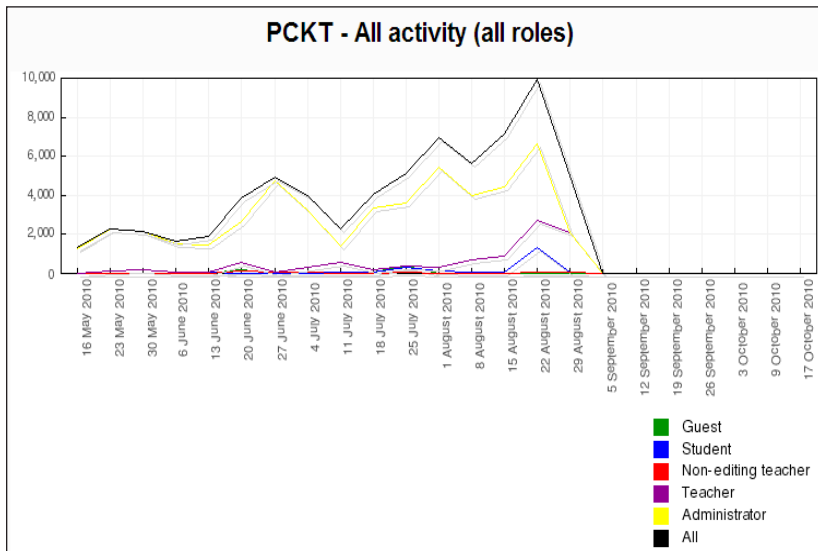 PCKT - All activity (all roles)
10,000
8,000
6,000
4,000
2,000
0
16 May 2010
23 May 2010
30 May 2010
6 June 2010
13 June 2010
20 June 2010
27 June 2010
4 July 2010
11 July 2010
18 July 2010
25 July 2010
1 August 2010
8 August 2010
15 August 2010
22 August 2010
29 August 2010
5 September 2010
12 September 2010
19 September 2010
26 September 2010
3 October 2010
9 October 2010
17 October 2010
Guest
Student
Non-editing teacher
Teacher
Administrator
All